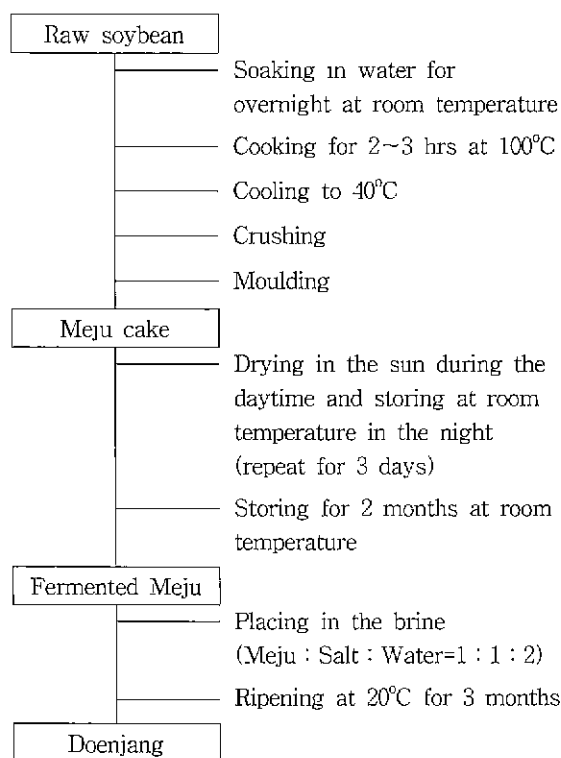 Raw soybean
Soaking in water for
overnight at room temperature
Cooking for 2~3 hrs at 100°C
Cooling to 40°C
Crushing
Moulding
Meju cake
Drying in the sun during the
daytime and storing at room
temperature in the night
(repeat for 3 days)
Storing for 2 months at room
temperature
Fermented Meju
Placing in the brine
(Meju : Salt : Water=1 : 1 : 2)
Ripening at 20°C for 3 months
Doenjang